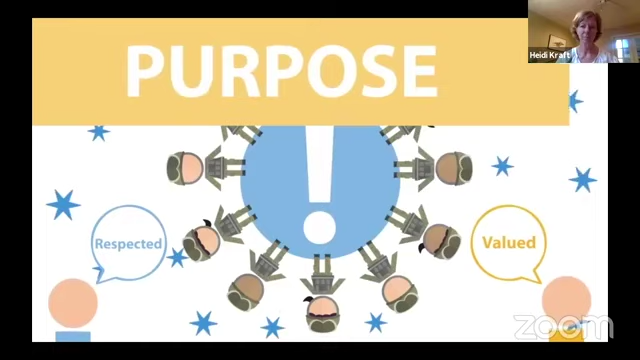 PURPOSE
Heidi Kraft
!
Respected
Valued
zoom